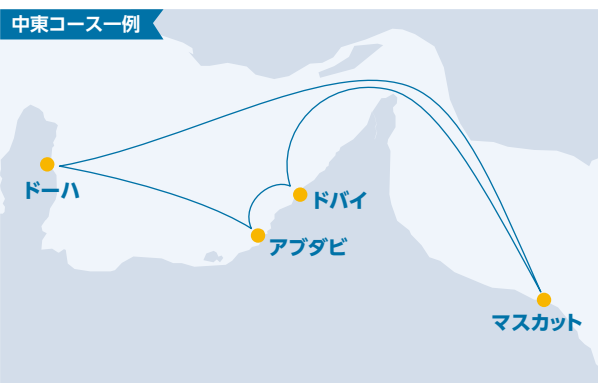 中東コース一例
ドーハ
ドバイ
アブダビ
マスカット